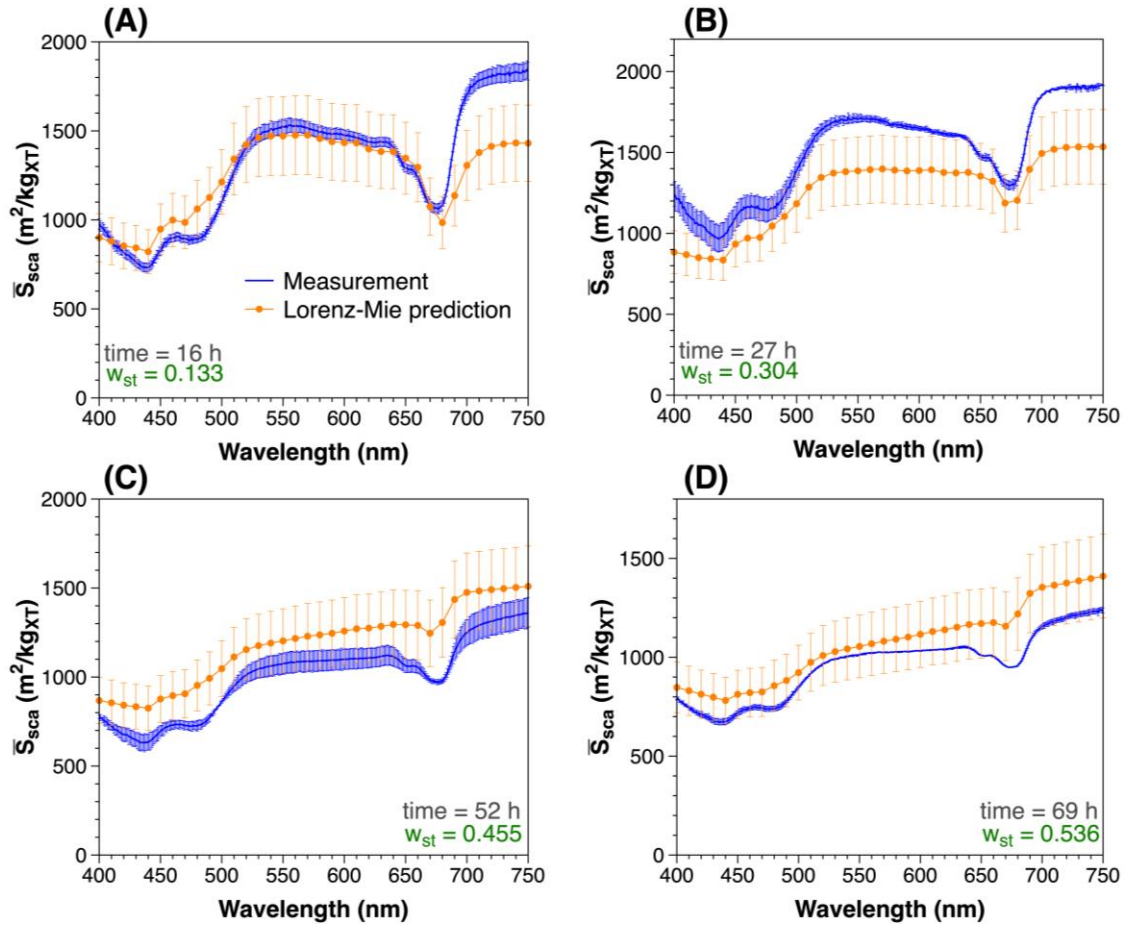 (A)
2000
1500
1000
500
0
S̅sca (m²/kgXT)
Measurement
Lorenz-Mie prediction
time = 16 h
wst = 0.133
400 450 500 550 600 650 700 750
Wavelength (nm)
(B)
2000
1500
1000
500
0
S̅sca (m²/kgXT)
time = 27 h
wst = 0.304
400 450 500 550 600 650 700 750
Wavelength (nm)
(C)
2000
1500
1000
500
0
S̅sca (m²/kgXT)
time = 52 h
wst = 0.455
400 450 500 550 600 650 700 750
Wavelength (nm)
(D)
1500
1000
500
0
S̅sca (m²/kgXT)
time = 69 h
wst = 0.536
400 450 500 550 600 650 700 750
Wavelength (nm)